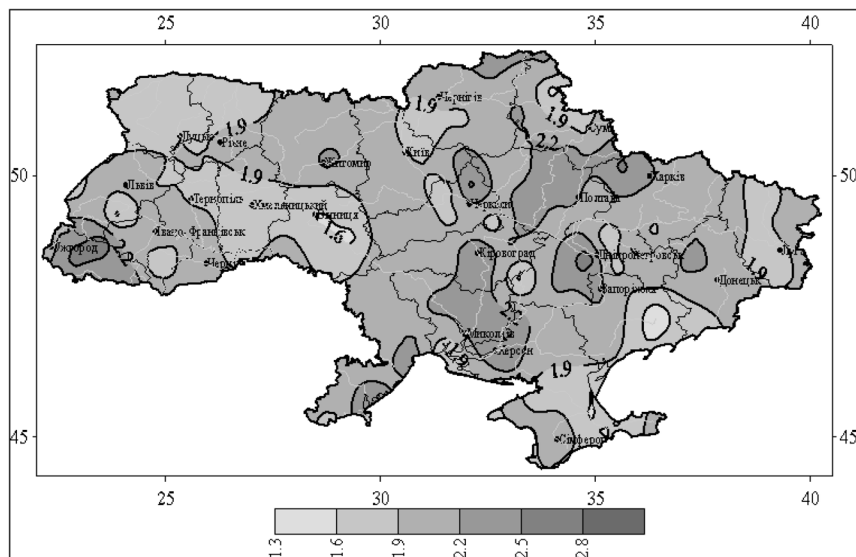 25 30 35 40
50 50
45 45
Чернігів
1.9
1.9
Суми
2.2
1.9
Луцьк
Рівне
Київ
Житомир
Харків
1.9
Львів
Тернопіль
Хмельницький
Черкаси
Полтава
Вінниця
1.6
Івано-Франківськ
Ужгород
Кіровоград
Дніпропетровськ
Донецьк
Запоріжжя
1.9
Миколаїв
Херсон
1.9
1.9
Сімфероп
25 30 35 40
1.3 1.6 1.9 2.2 2.5 2.8